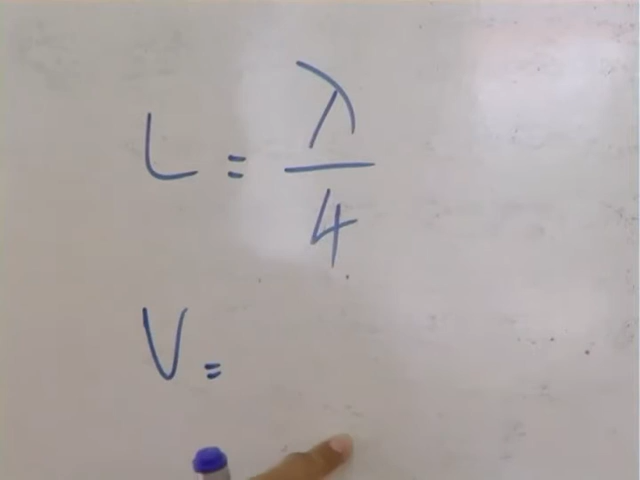 L = λ/4
V =